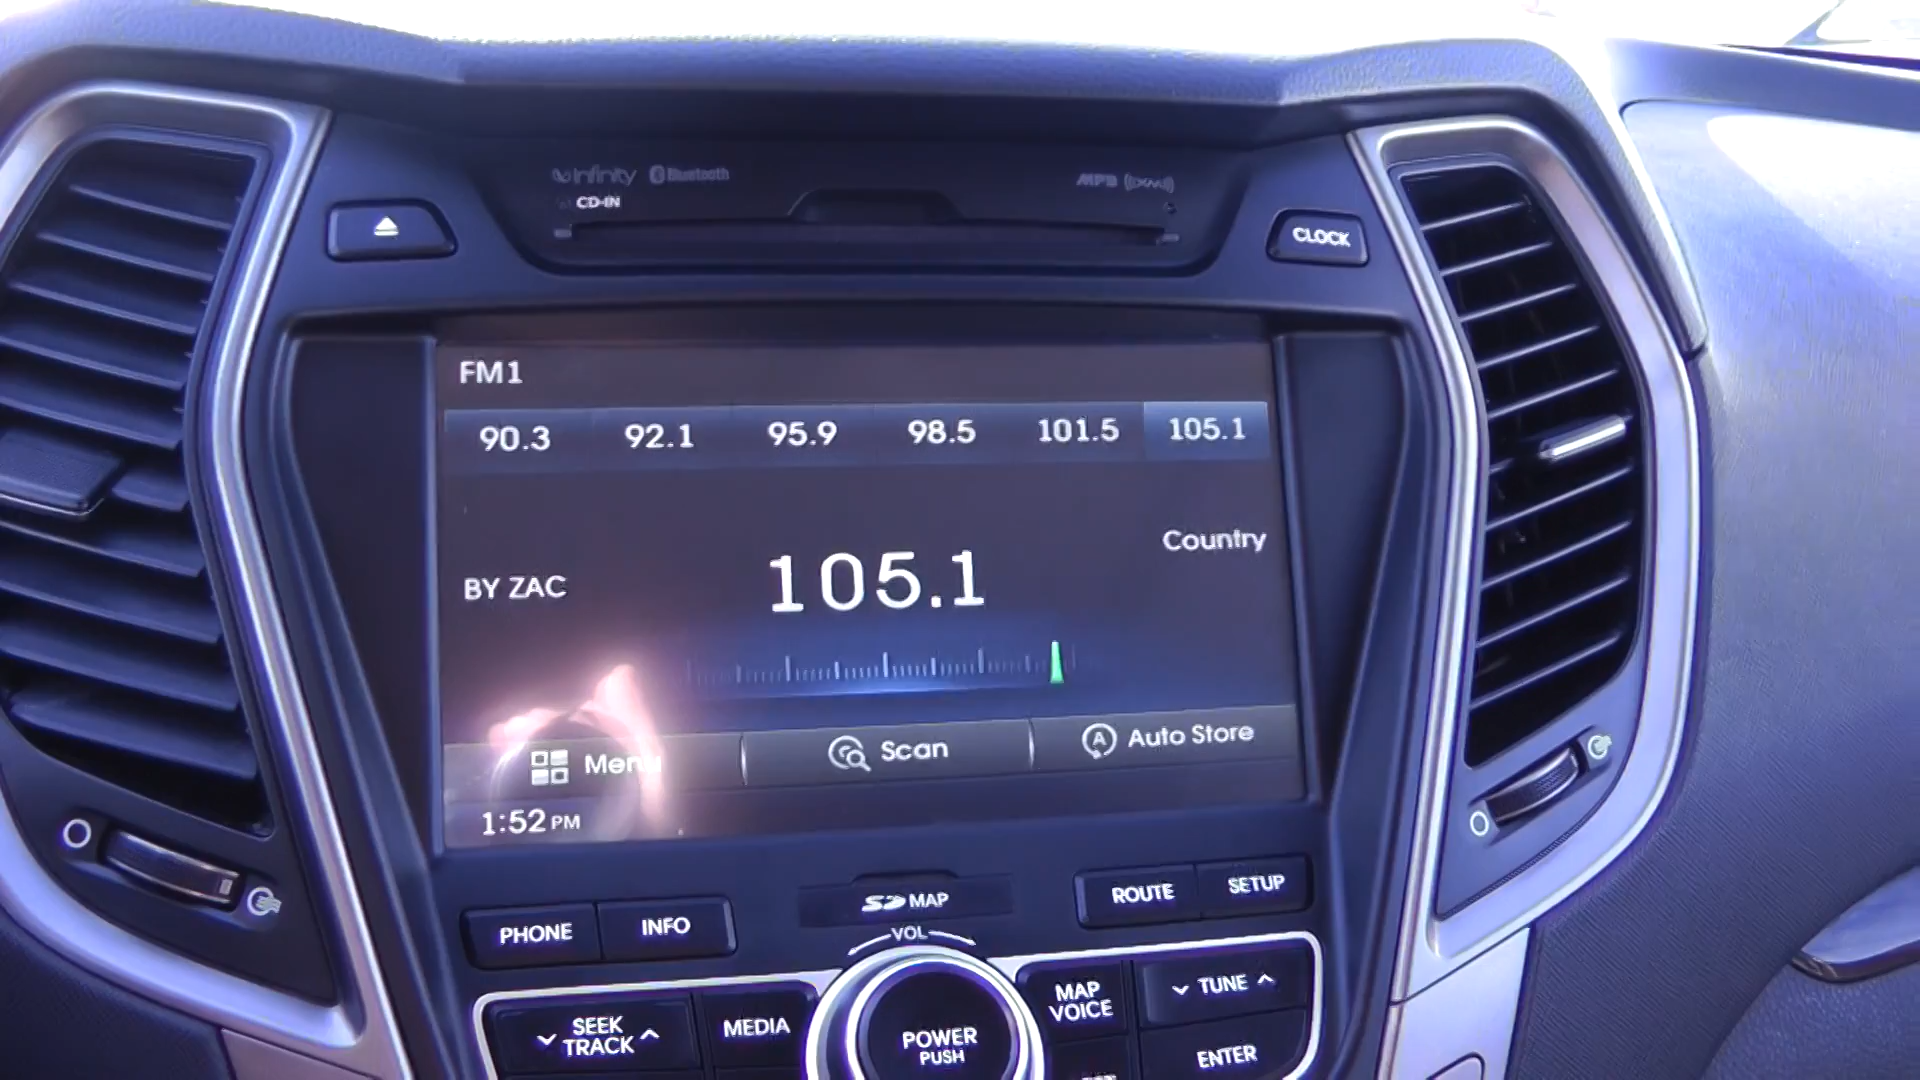 infinity Bluetooth MP3 (XM)
CD-IN
CLOCK
FM1
90.3 92.1 95.9 98.5 101.5 105.1
Country
BY ZAC 105.1
Menu Scan Auto Store
1:52 PM
SD MAP
ROUTE SETUP
PHONE INFO
VOL
SEEK TRACK
MEDIA
POWER
PUSH
MAP
VOICE
TUNE
ENTER